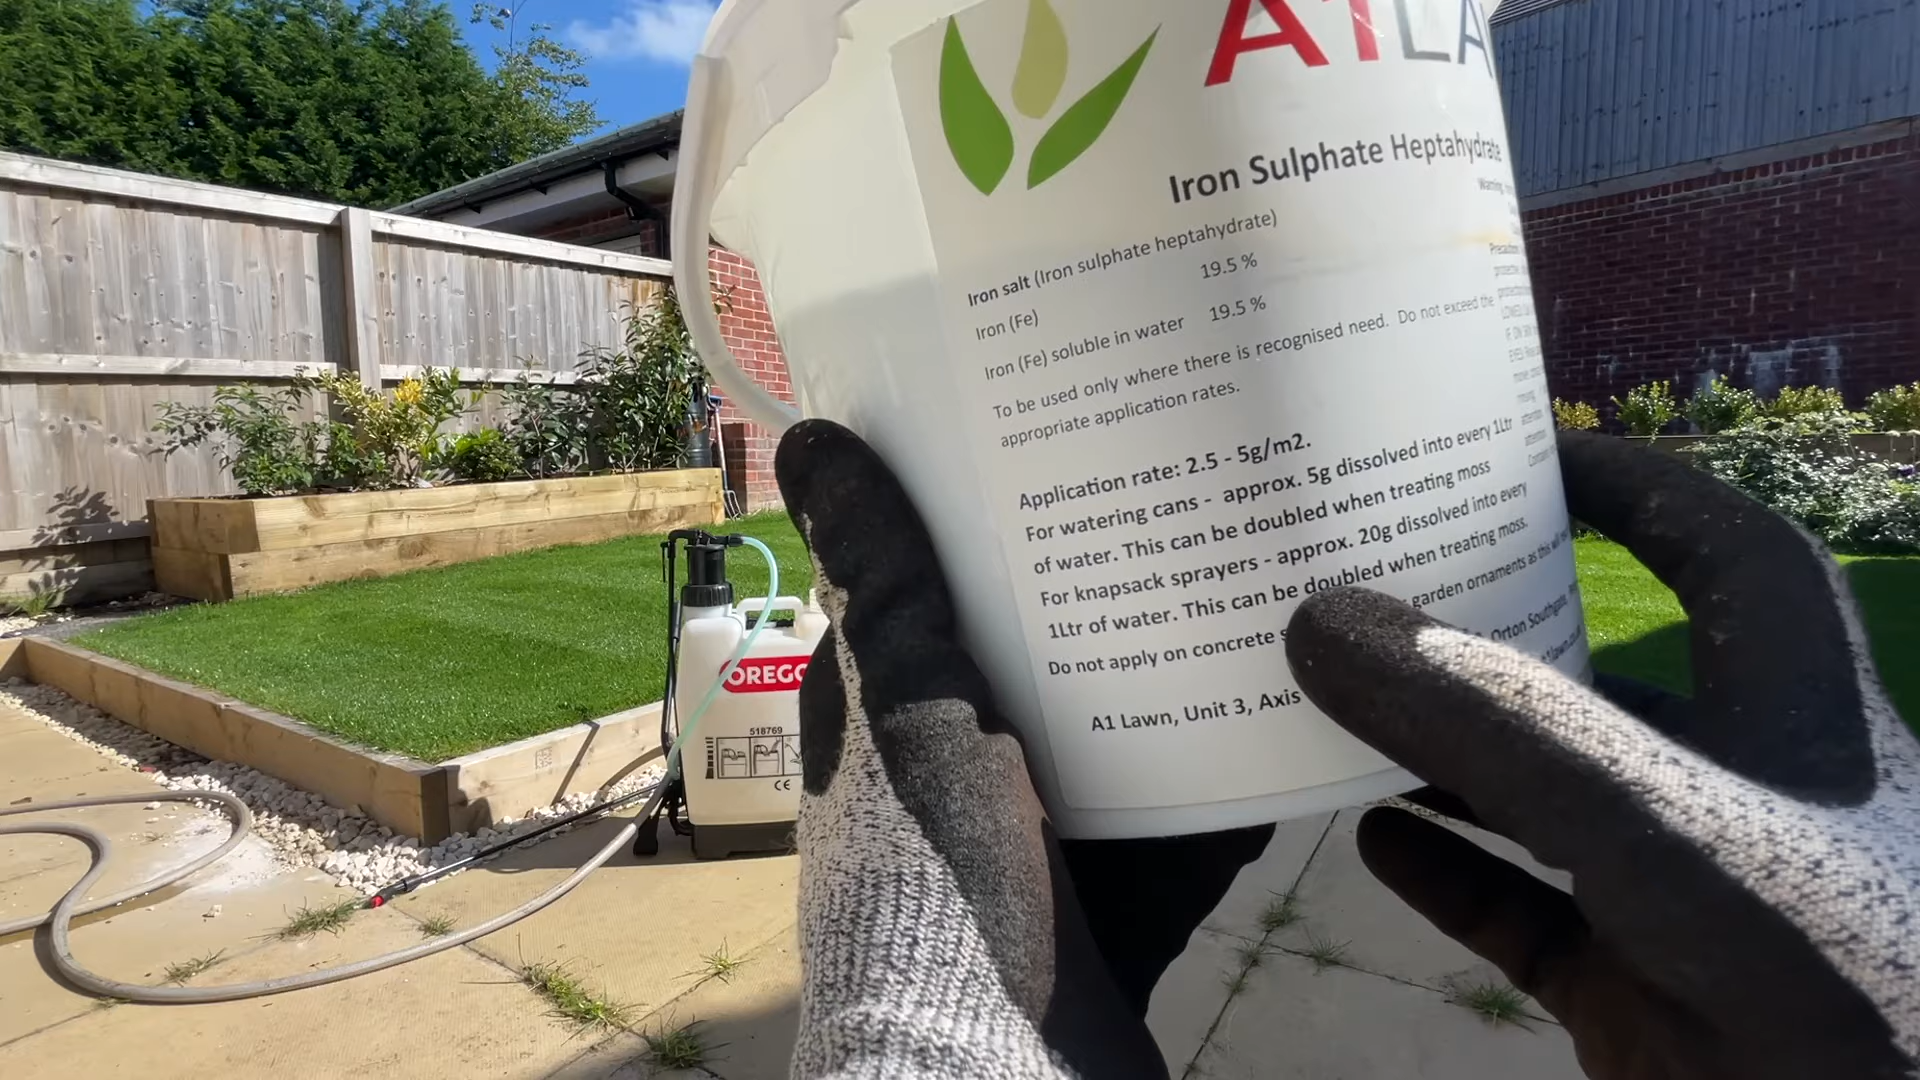 A1LA
Iron Sulphate Heptahydrate
Iron salt (Iron sulphate heptahydrate)
Iron (Fe) 19.5 %
Iron (Fe) soluble in water 19.5 %
To be used only where there is recognised need. Do not exceed the
appropriate application rates.
Application rate: 2.5 - 5g/m2.
For watering cans - approx. 5g dissolved into every 1Ltr
of water. This can be doubled when treating moss
For knapsack sprayers - approx. 20g dissolved into every
1Ltr of water. This can be doubled when treating moss.
Do not apply on concrete garden ornaments as this will
A1 Lawn, Unit 3, Axis Orton Southgate,
OREGO
518769
CE